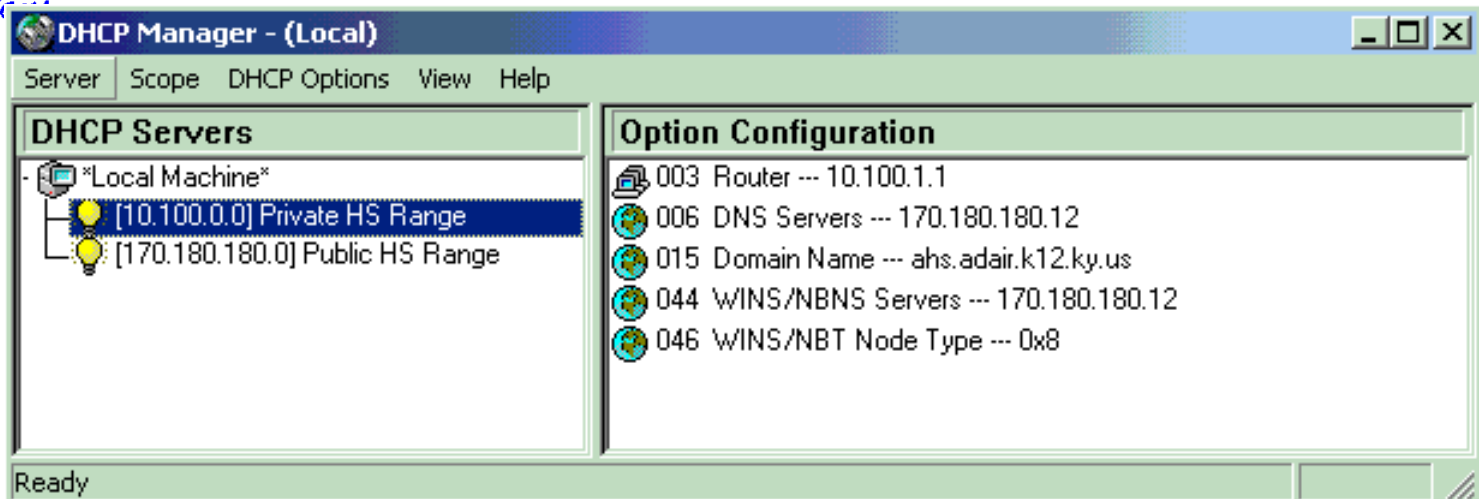 DHCP Manager - (Local)
Server Scope DHCP Options View Help
DHCP Servers
*Local Machine*
[10.100.0.0] Private HS Range
[170.180.180.0] Public HS Range
Option Configuration
003 Router --- 10.100.1.1
006 DNS Servers --- 170.180.180.12
015 Domain Name --- ahs.adair.k12.ky.us
044 WINS/NBNS Servers --- 170.180.180.12
046 WINS/NBT Node Type --- 0x8
Ready